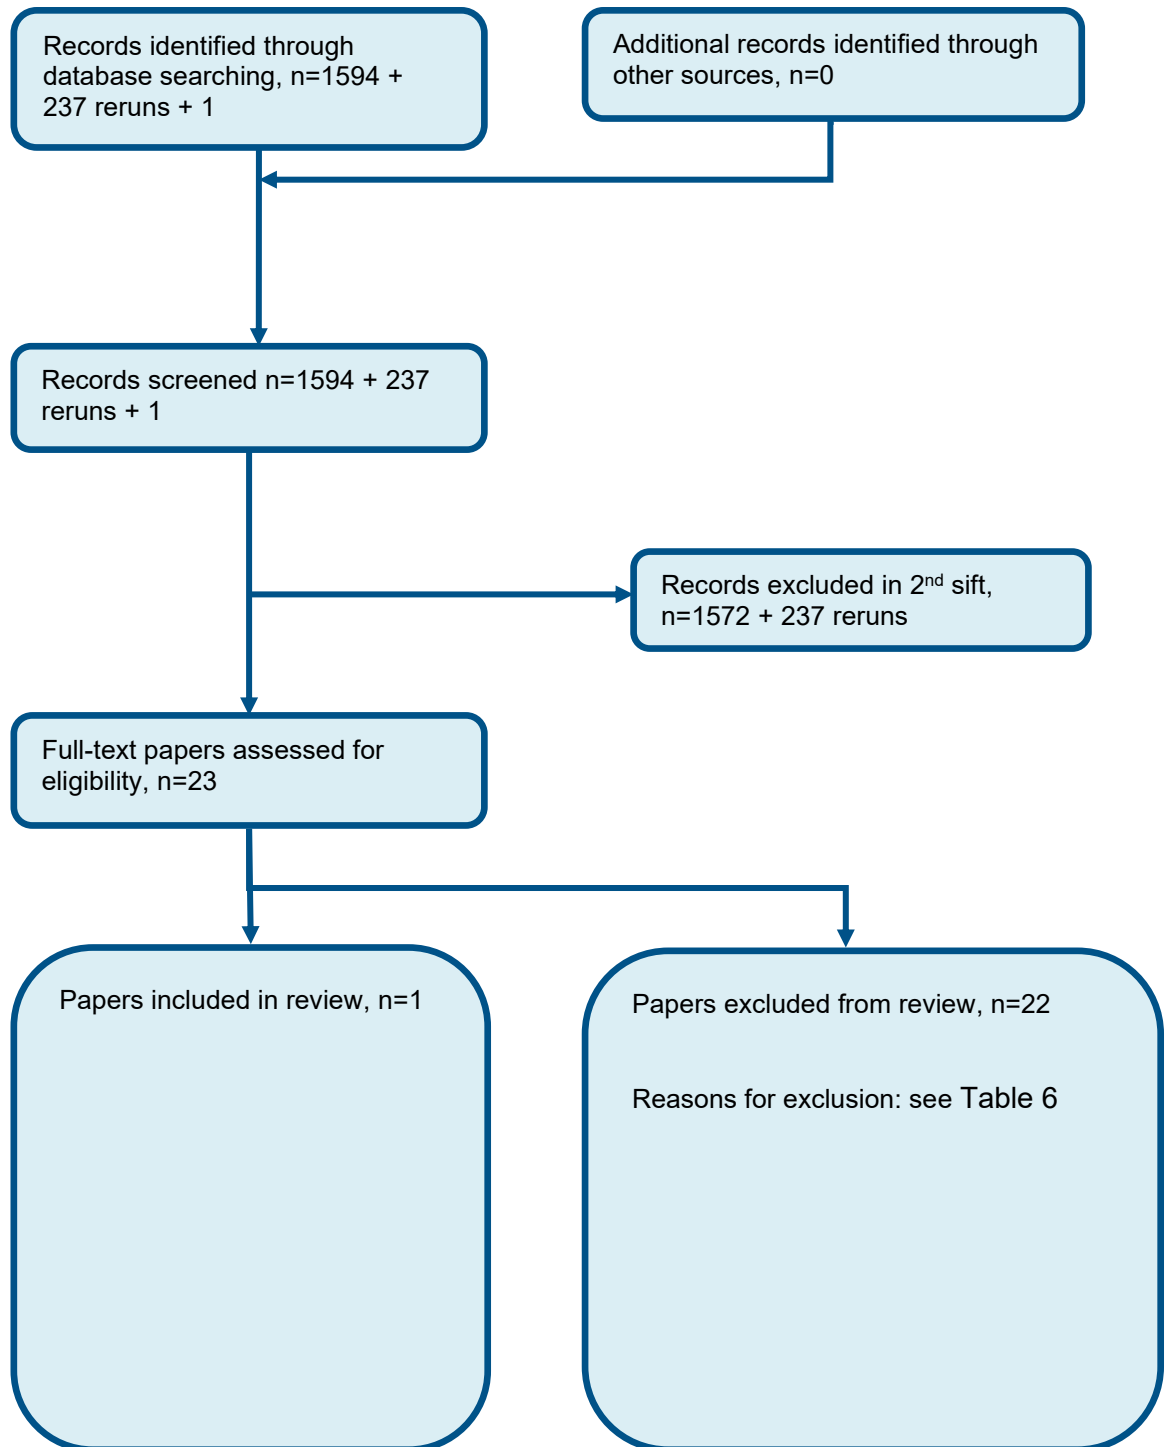 Records identified through
database searching, n=1594 +
237 reruns + 1
Additional records identified through
other sources, n=0
Records screened n=1594 + 237
reruns + 1
Records excluded in 2nd sift,
n=1572 + 237 reruns
Full-text papers assessed for
eligibility, n=23
Papers included in review, n=1
Papers excluded from review, n=22
Reasons for exclusion: see Table 6